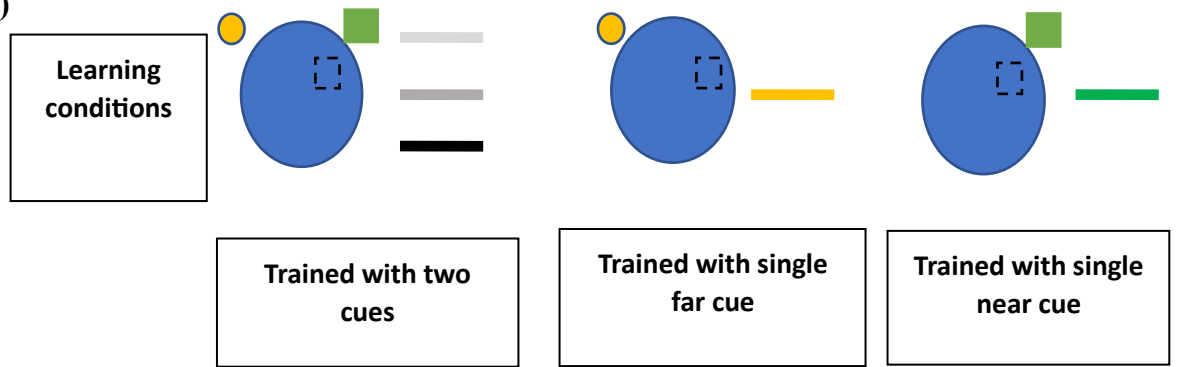 )
Learning
conditions
Trained with two
cues
Trained with single
far cue
Trained with single
near cue